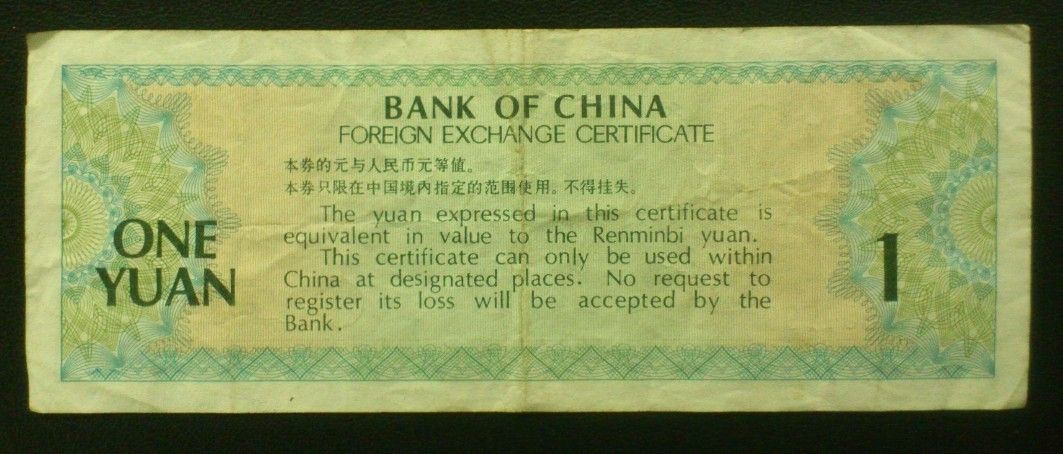 BANK OF CHINA
FOREIGN EXCHANGE CERTIFICATE
本券的元与人民币元等值。
本券只限在中国境内指定的范围使用。不得挂失。
The yuan expressed in this certificate is
equivalent in value to the Renminbi yuan.
This certificate can only be used within
China at designated places. No request to
register its loss will be accepted by the
Bank.
ONE
YUAN
1